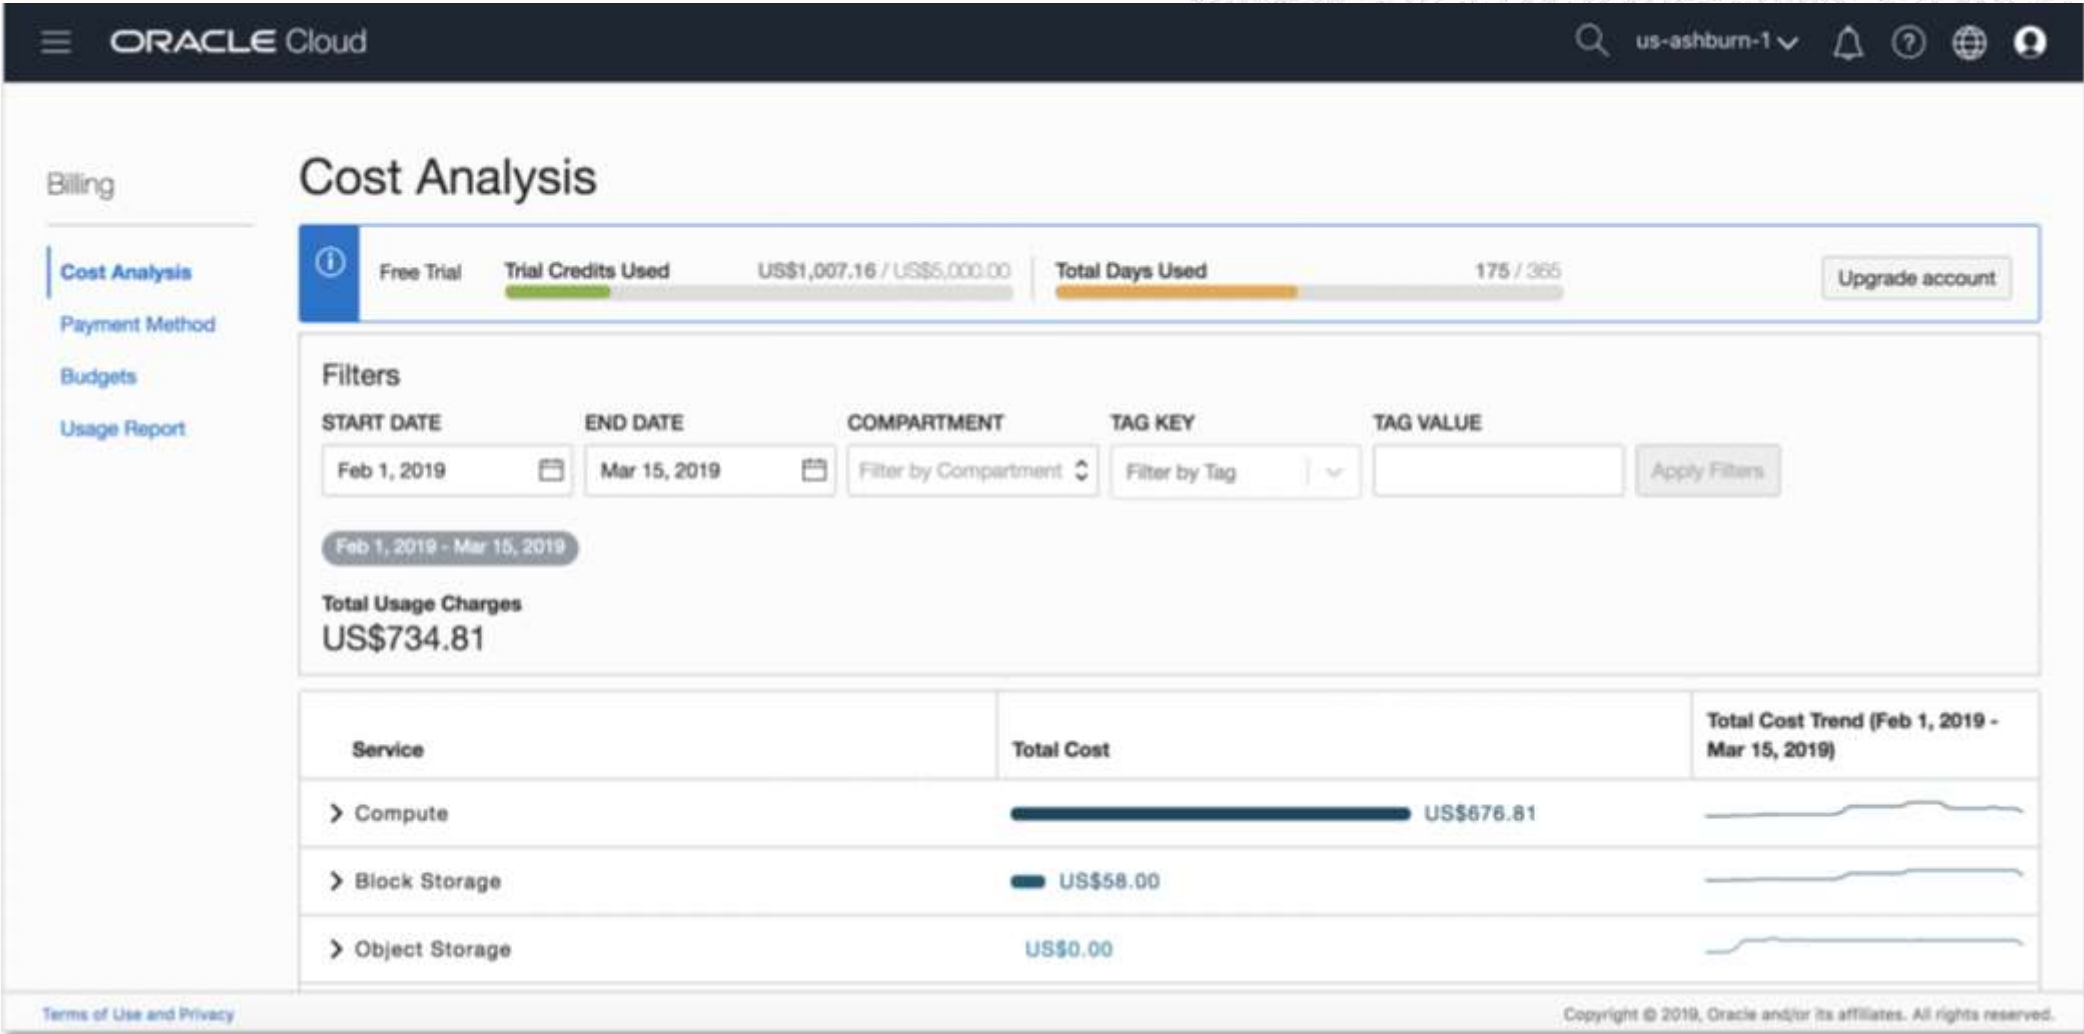 ORACLE Cloud
us-ashburn-1
Billing
Cost Analysis
Payment Method
Budgets
Usage Report
Cost Analysis
Free Trial
Trial Credits Used US$1,007.16 / US$5,000.00
Total Days Used 175 / 365
Upgrade account
Filters
START DATE END DATE COMPARTMENT TAG KEY TAG VALUE
Feb 1, 2019 Mar 15, 2019 Filter by Compartment Filter by Tag Apply Filters
Feb 1, 2019 - Mar 15, 2019
Total Usage Charges
US$734.81
Service Total Cost Total Cost Trend (Feb 1, 2019 -
Mar 15, 2019)
Compute US$676.81
Block Storage US$58.00
Object Storage US$0.00
Terms of Use and Privacy Copyright © 2019, Oracle and/or its affiliates. All rights reserved.